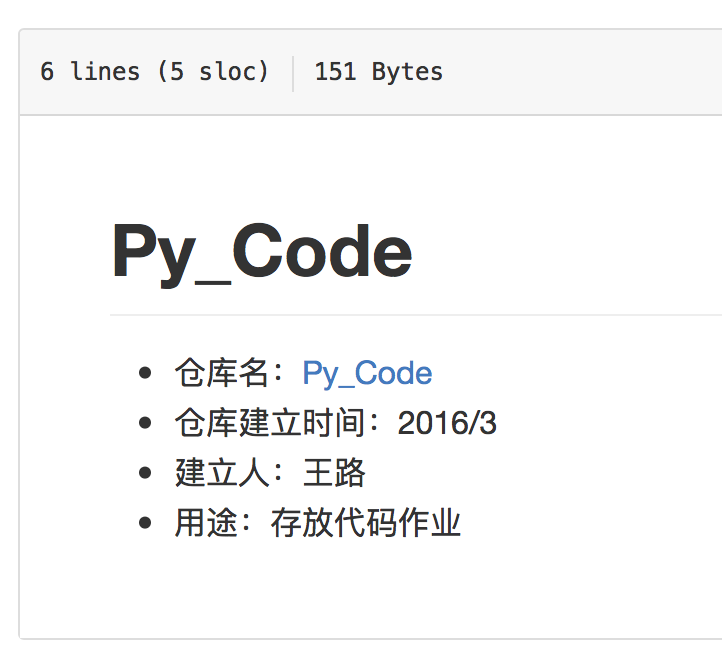 6 lines (5 sloc) 151 Bytes
Py_Code
仓库名：Py_Code
仓库建立时间：2016/3
建立人：王路
用途：存放代码作业